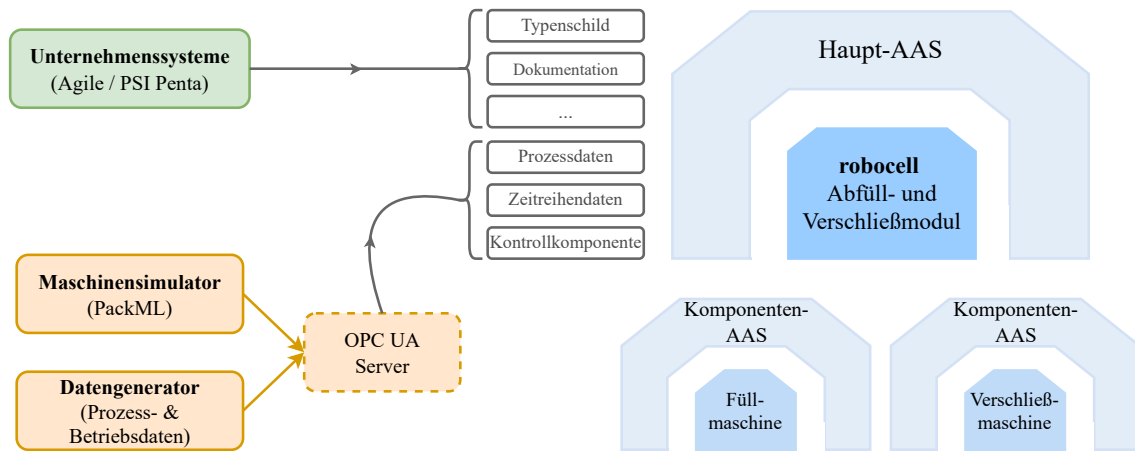 Unternehmenssysteme
(Agile / PSI Penta)
Typenschild
Dokumentation
...
Prozessdaten
Zeitreihendaten
Kontrollkomponente
Haupt-AAS
robocell
Abfüll- und
Verschließmodul
Maschinensimulator
(PackML)
Datengenerator
(Prozess- &
Betriebsdaten)
OPC UA
Server
Komponenten-
AAS
Füll-
maschine
Komponenten-
AAS
Verschließ-
maschine